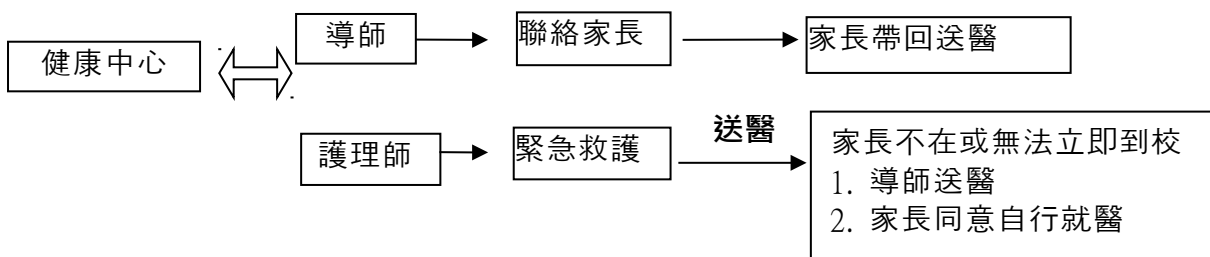 健康中心
導師
聯絡家長
家長帶回送醫
護理師
緊急救護
送醫
家長不在或無法立即到校
1. 導師送醫
2. 家長同意自行就醫